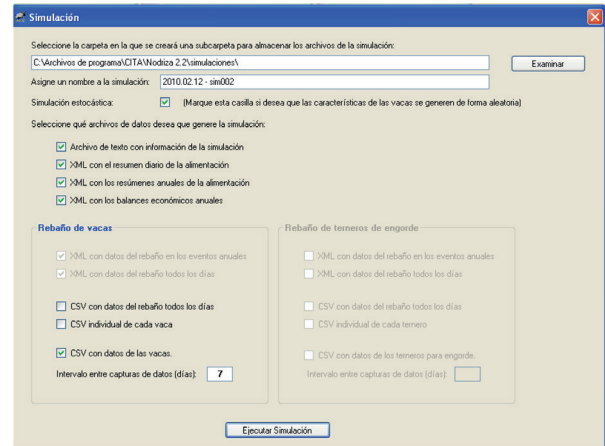 Simulación
Seleccione la carpeta en la que se creará una subcarpeta para almacenar los archivos de la simulación:
C:\Archivos de programa\CITA\Nodriza 2.2\simulaciones\
Examinar
Asigne un nombre a la simulación: 2010.02.12 - sim002
Simulación estocástica: (Marque esta casilla si desea que las características de las vacas se generen de forma aleatoria)
Seleccione qué archivos de datos desea que genere la simulación:
Archivo de texto con información de la simulación
XML con el resumen diario de la alimentación
XML con los resúmenes anuales de la alimentación
XML con los balances económicos anuales
Rebaño de vacas
XML con datos del rebaño en los eventos anuales
XML con datos del rebaño todos los días
CSV con datos del rebaño todos los días
CSV individual de cada vaca
CSV con datos de las vacas.
Intervalo entre capturas de datos (días): 7
Rebaño de terneros de engorde
XML con datos del rebaño en los eventos anuales
XML con datos del rebaño todos los días
CSV con datos del rebaño todos los días
CSV individual de cada ternero
CSV con datos de los terneros para engorde.
Intervalo entre capturas de datos (días):
Ejecutar Simulación